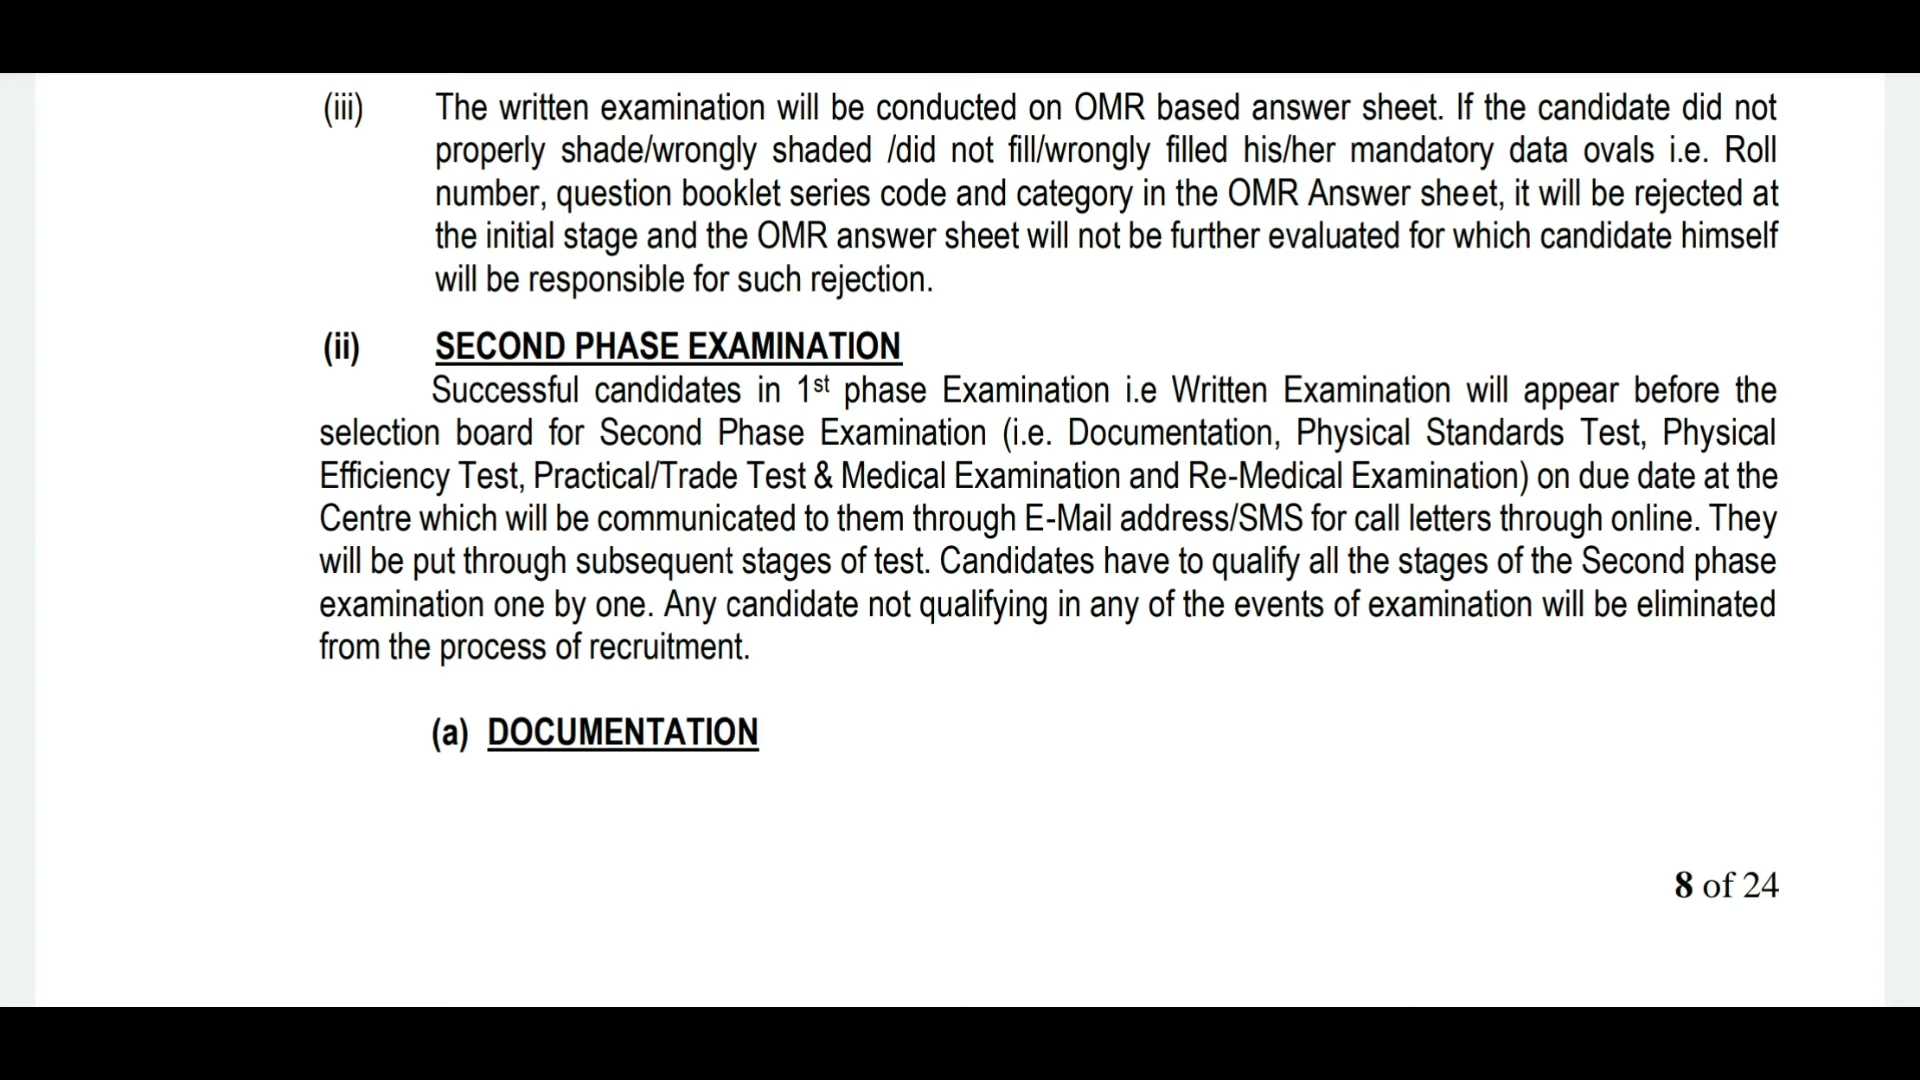 (iii) The written examination will be conducted on OMR based answer sheet. If the candidate did not
properly shade/wrongly shaded /did not fill/wrongly filled his/her mandatory data ovals i.e. Roll
number, question booklet series code and category in the OMR Answer sheet, it will be rejected at
the initial stage and the OMR answer sheet will not be further evaluated for which candidate himself
will be responsible for such rejection.
(ii) SECOND PHASE EXAMINATION
Successful candidates in 1st phase Examination i.e Written Examination will appear before the
selection board for Second Phase Examination (i.e. Documentation, Physical Standards Test, Physical
Efficiency Test, Practical/Trade Test & Medical Examination and Re-Medical Examination) on due date at the
Centre which will be communicated to them through E-Mail address/SMS for call letters through online. They
will be put through subsequent stages of test. Candidates have to qualify all the stages of the Second phase
examination one by one. Any candidate not qualifying in any of the events of examination will be eliminated
from the process of recruitment.
(a) DOCUMENTATION
8 of 24